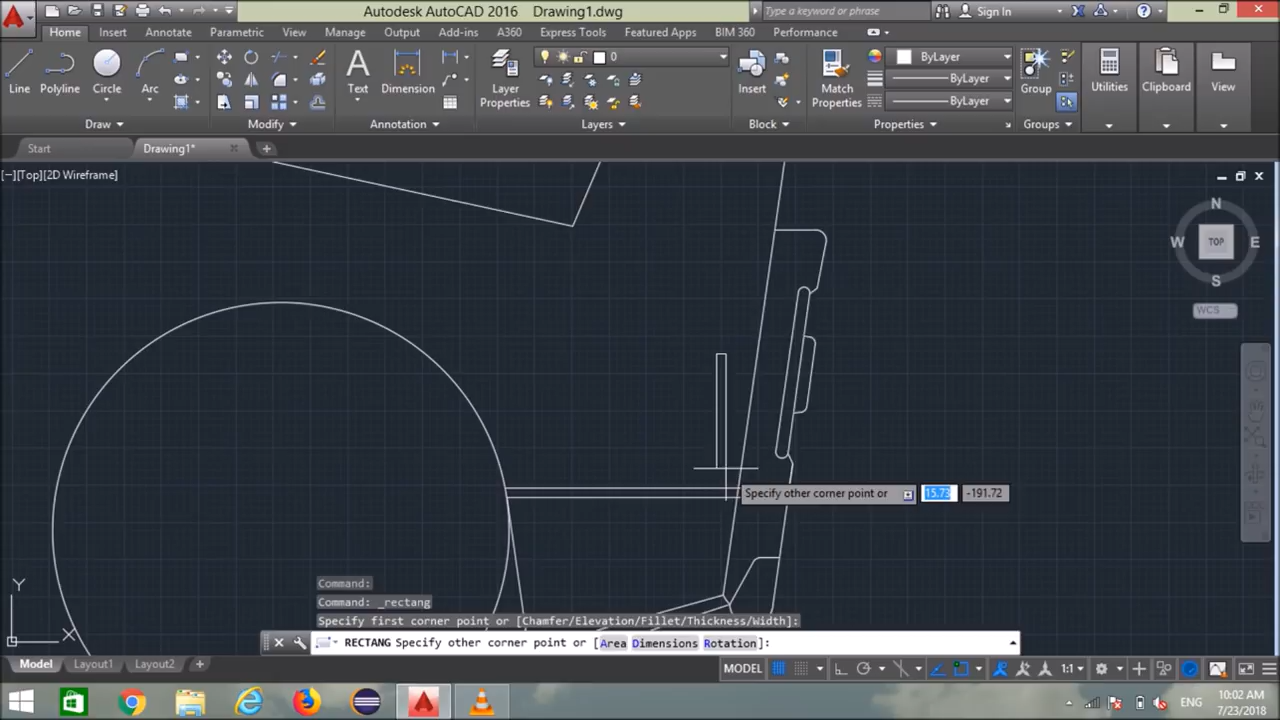 Autodesk AutoCAD 2016 Drawing1.dwg
Type a keyword or phrase
Sign In
Home Insert Annotate Parametric View Manage Output Add-ins A360 Express Tools Featured Apps BIM 360 Performance
0
ByLayer
ByLayer
ByLayer
Line Polyline Circle Arc Text Dimension Layer Properties Insert Match Properties Group Utilities Clipboard View
Draw Modify Annotation Layers Block Properties Groups
Start Drawing1*
[−][Top][2D Wireframe]
N
W TOP E
S
WCS
Specify other corner point or 15.73 -191.72
Y
X
Command:
Command: _rectang
Specify first corner point or [Chamfer/Elevation/Fillet/Thickness/Width]:
RECTANG Specify other corner point or [Area Dimensions Rotation]:
Model Layout1 Layout2 +
MODEL 1:1
ENG
10:02 AM
7/23/2018